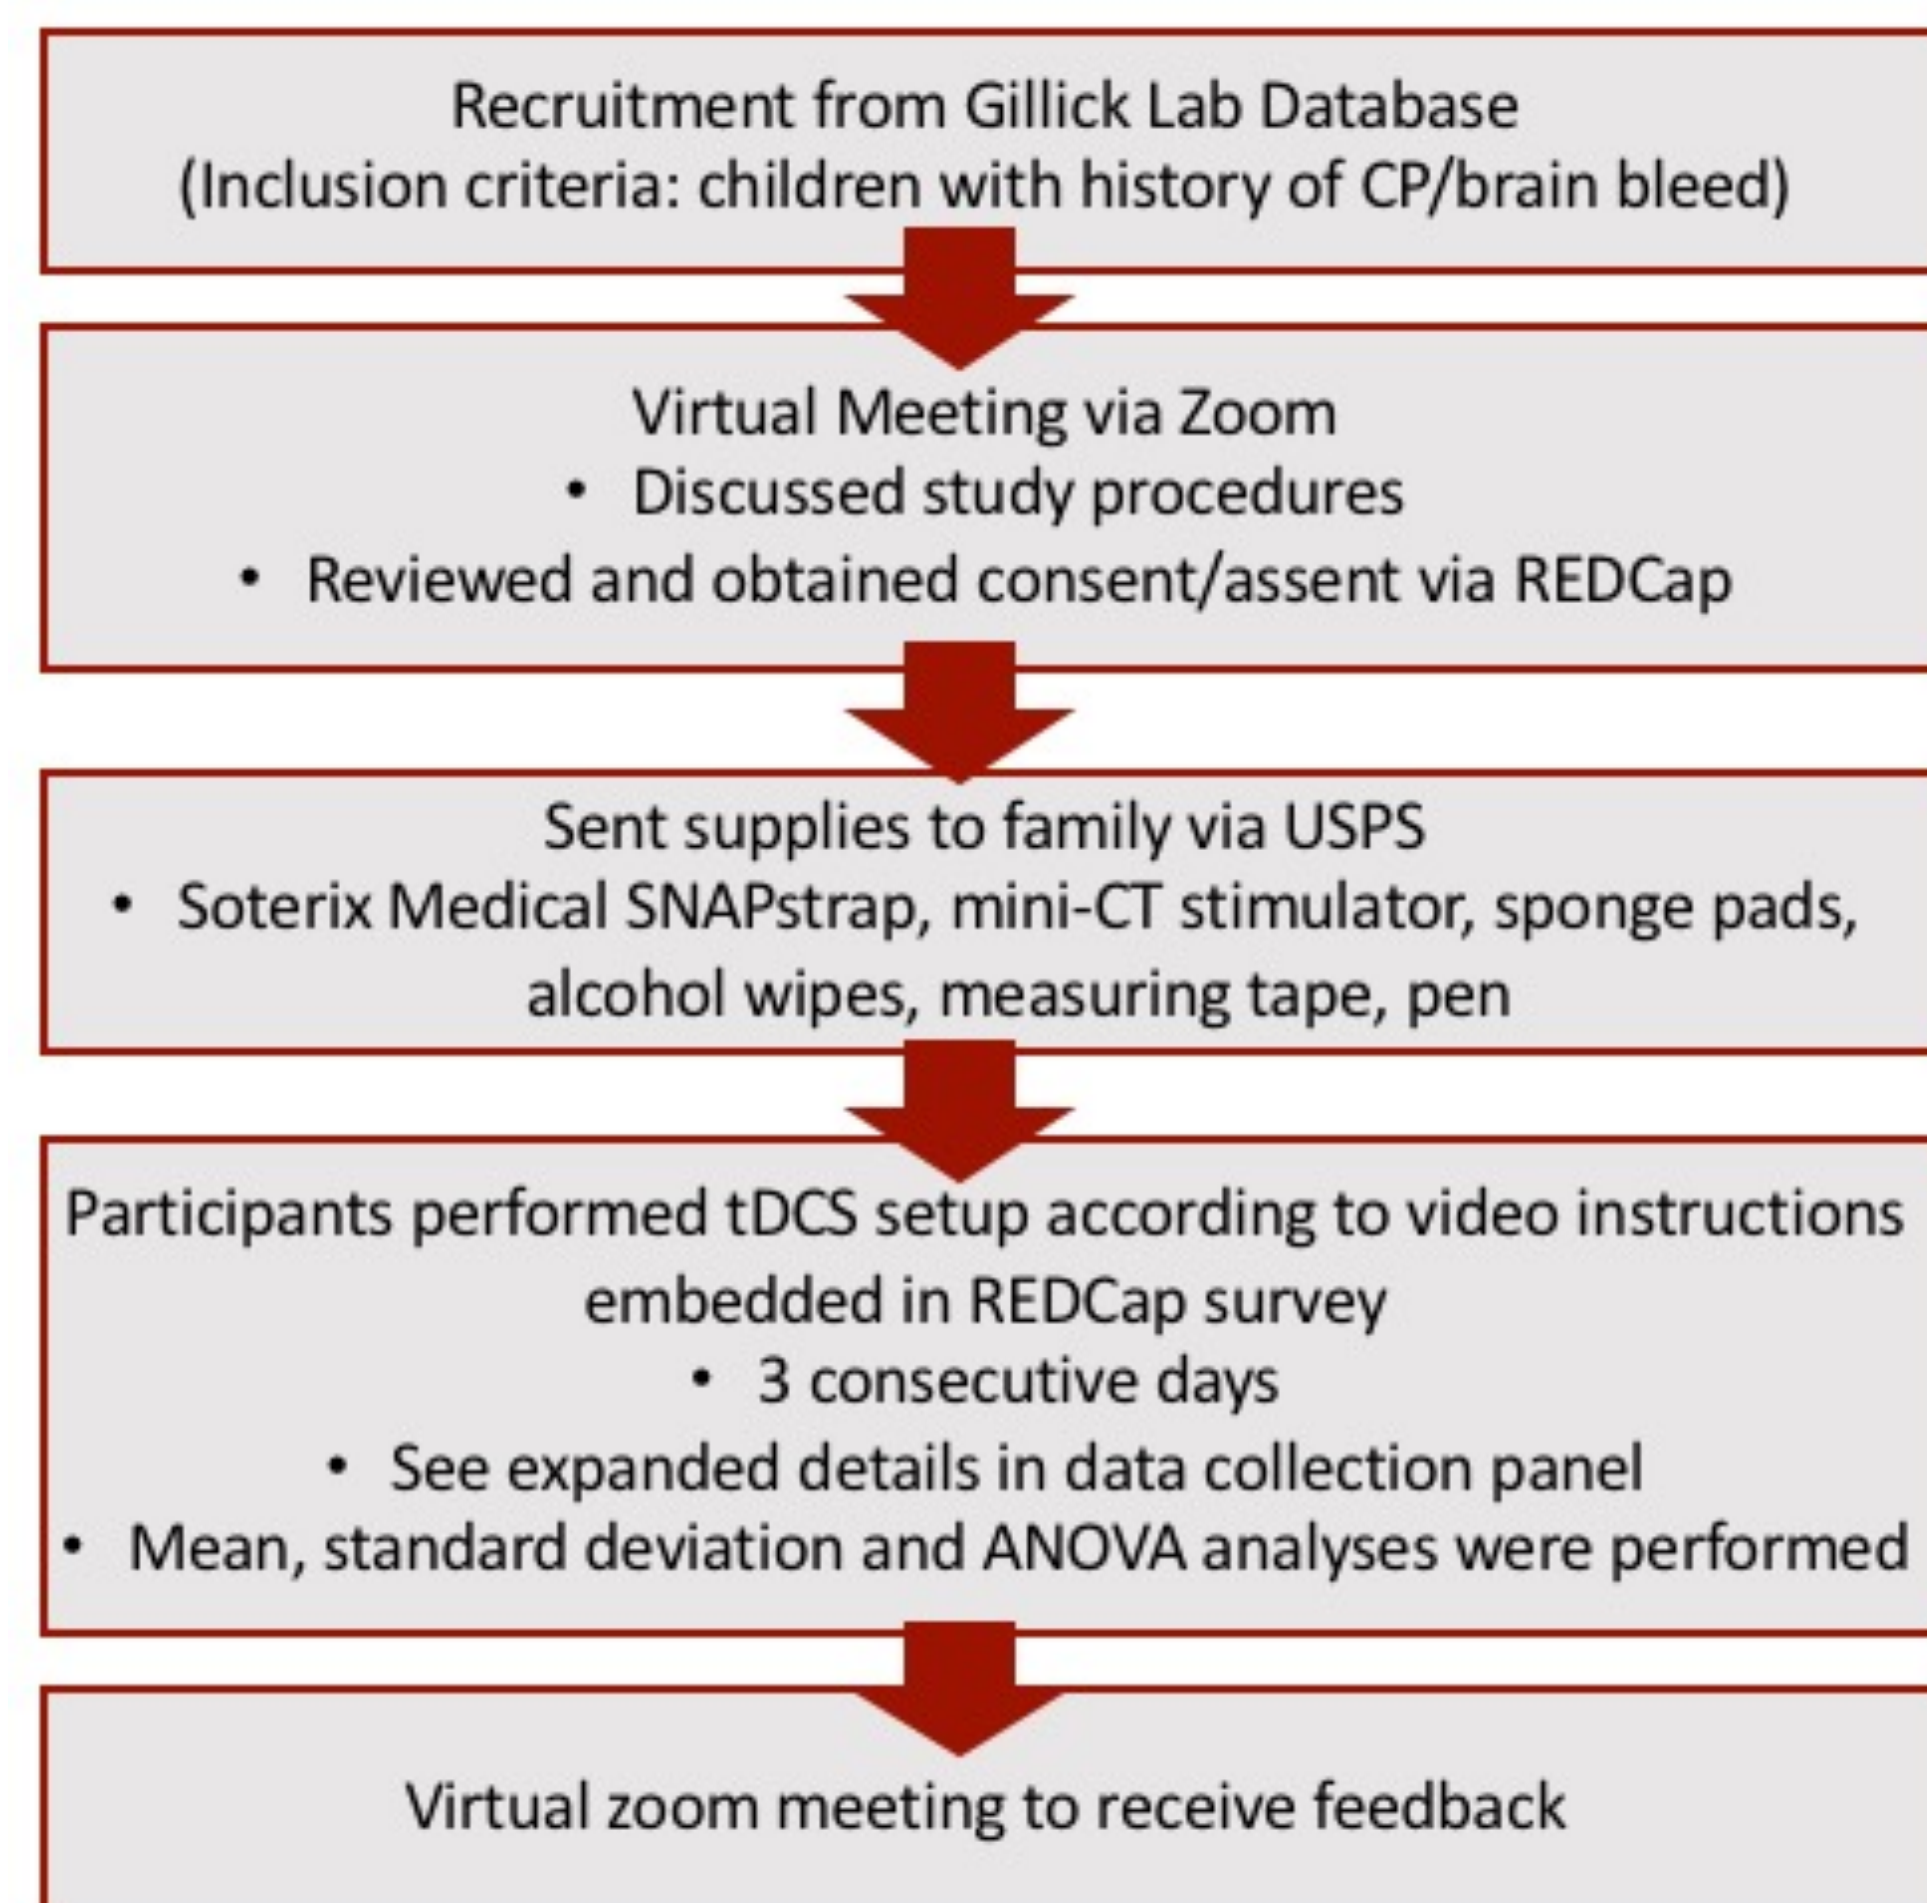 Recruitment from Gillick Lab Database
(Inclusion criteria: children with history of CP/brain bleed)
Virtual Meeting via Zoom
• Discussed study procedures
• Reviewed and obtained consent/assent via REDCap
Sent supplies to family via USPS
• Soterix Medical SNAPstrap, mini-CT stimulator, sponge pads,
alcohol wipes, measuring tape, pen
Participants performed tDCS setup according to video instructions
embedded in REDCap survey
• 3 consecutive days
• See expanded details in data collection panel
• Mean, standard deviation and ANOVA analyses were performed
Virtual zoom meeting to receive feedback